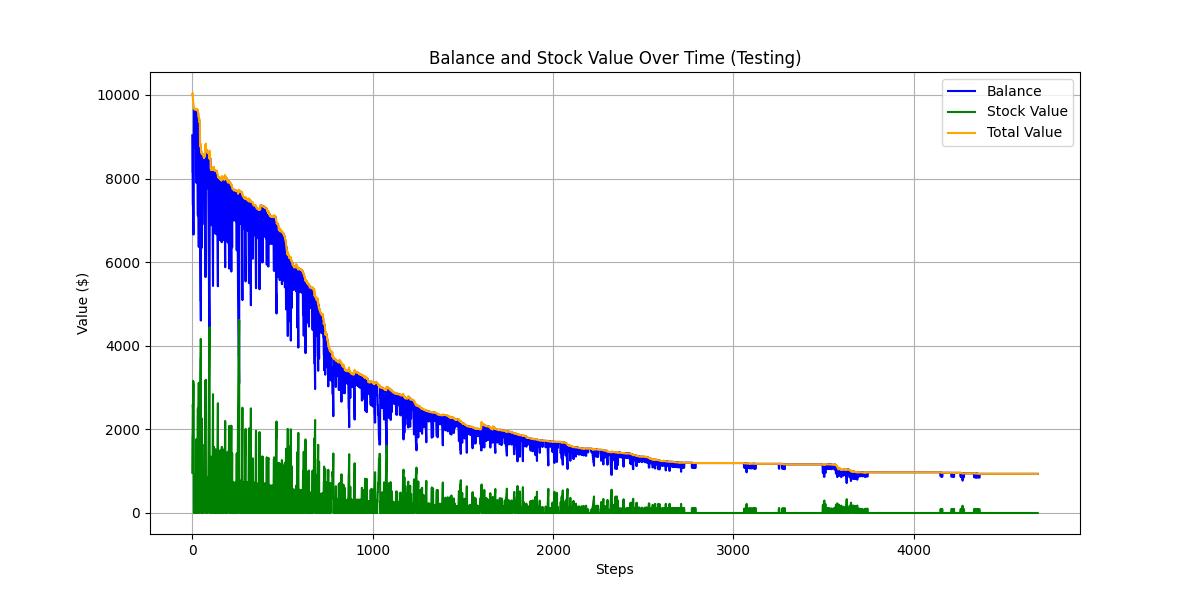 Balance and Stock Value Over Time (Testing)
Balance
Stock Value
Total Value
Value ($)
10000
8000
6000
4000
2000
0
0 1000 2000 3000 4000
Steps